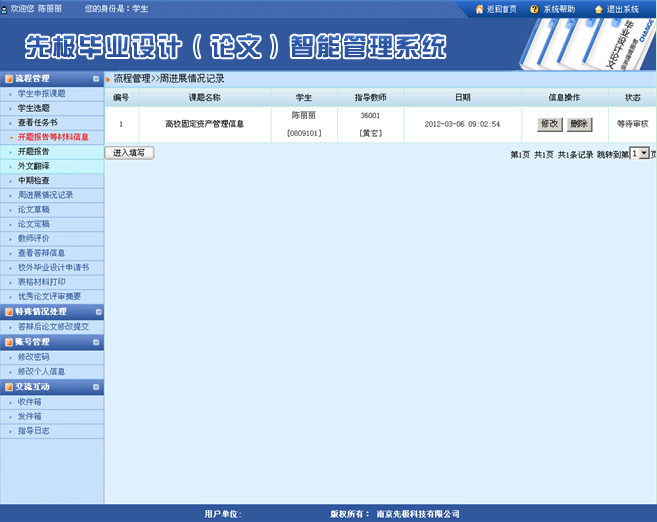 欢迎您 陈丽丽 您的身份是：学生 返回首页 系统帮助 退出系统
先极毕业设计（论文）智能管理系统
流程管理
学生申报课题
学生选题
查看任务书
开题报告等材料信息
开题报告
外文翻译
中期检查
周进展情况记录
论文草稿
论文定稿
教师评价
查看答辩信息
校外毕业设计申请书
表格材料打印
优秀论文评审摘要
特殊情况处理
答辩后论文修改提交
账号管理
修改密码
修改个人信息
交流互动
收件箱
发件箱
指导日志
流程管理>>周进展情况记录
编号 课题名称 学生 指导教师 日期 信息操作 状态
1 高校固定资产管理信息 陈丽丽 36001 2012-03-06 09:02:54 修改 删除 等待审核
[0809101] [黄玄]
进入填写 第1页 共1页 共1条记录 跳转到第 1 页
用户单位: 版权所有： 南京先极科技有限公司